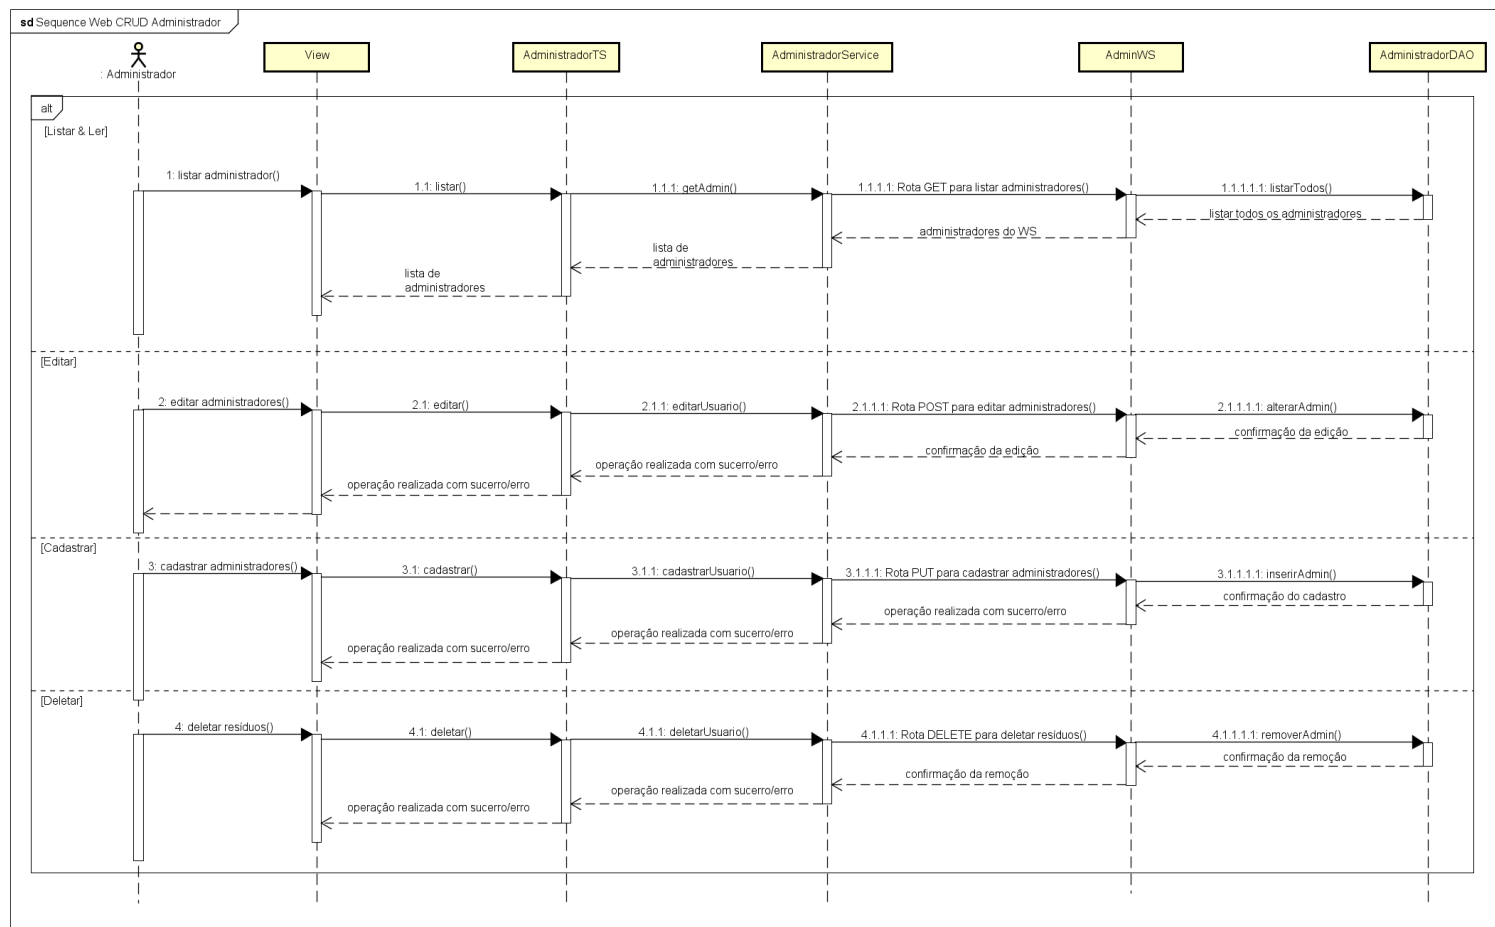 sd Sequence Web CRUD Administrador
: Administrador
View
AdministradorTS
AdministradorService
AdminWS
AdministradorDAO
alt
[Listar & Ler]
1: listar administrador()
1.1: listar()
1.1.1: getAdmin()
1.1.1.1: Rota GET para listar administradores()
1.1.1.1.1: listarTodos()
listar todos os administradores
administradores do WS
lista de
administradores
lista de
administradores
[Editar]
2: editar administradores()
2.1: editar()
2.1.1: editarUsuario()
2.1.1.1: Rota POST para editar administradores()
2.1.1.1.1: alterarAdmin()
confirmação da edição
confirmação da edição
operação realizada com sucerro/erro
operação realizada com sucerro/erro
[Cadastrar]
3: cadastrar administradores()
3.1: cadastrar()
3.1.1: cadastrarUsuario()
3.1.1.1: Rota PUT para cadastrar administradores()
3.1.1.1.1: inserirAdmin()
confirmação do cadastro
operação realizada com sucerro/erro
operação realizada com sucerro/erro
operação realizada com sucerro/erro
[Deletar]
4: deletar resíduos()
4.1: deletar()
4.1.1: deletarUsuario()
4.1.1.1: Rota DELETE para deletar resíduos()
4.1.1.1.1: removerAdmin()
confirmação da remoção
confirmação da remoção
operação realizada com sucerro/erro
operação realizada com sucerro/erro